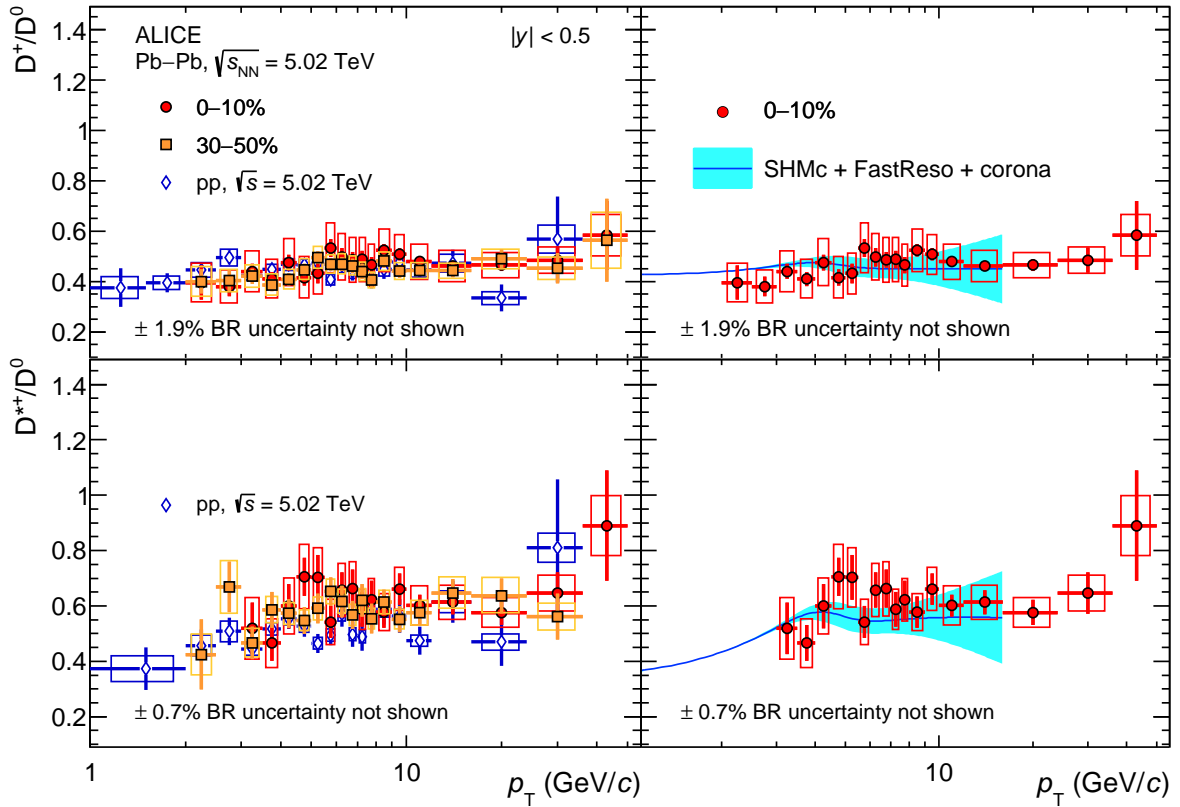 D⁺/D⁰
1.4
1.2
1
0.8
0.6
0.4
0.2
ALICE
|y| < 0.5
Pb−Pb, √sNN = 5.02 TeV
0−10%
30−50%
pp, √s = 5.02 TeV
± 1.9% BR uncertainty not shown
0−10%
SHMc + FastReso + corona
± 1.9% BR uncertainty not shown
D*⁺/D⁰
1.4
1.2
1
0.8
0.6
0.4
0.2
pp, √s = 5.02 TeV
± 0.7% BR uncertainty not shown
± 0.7% BR uncertainty not shown
1
10
pT (GeV/c)
10
pT (GeV/c)